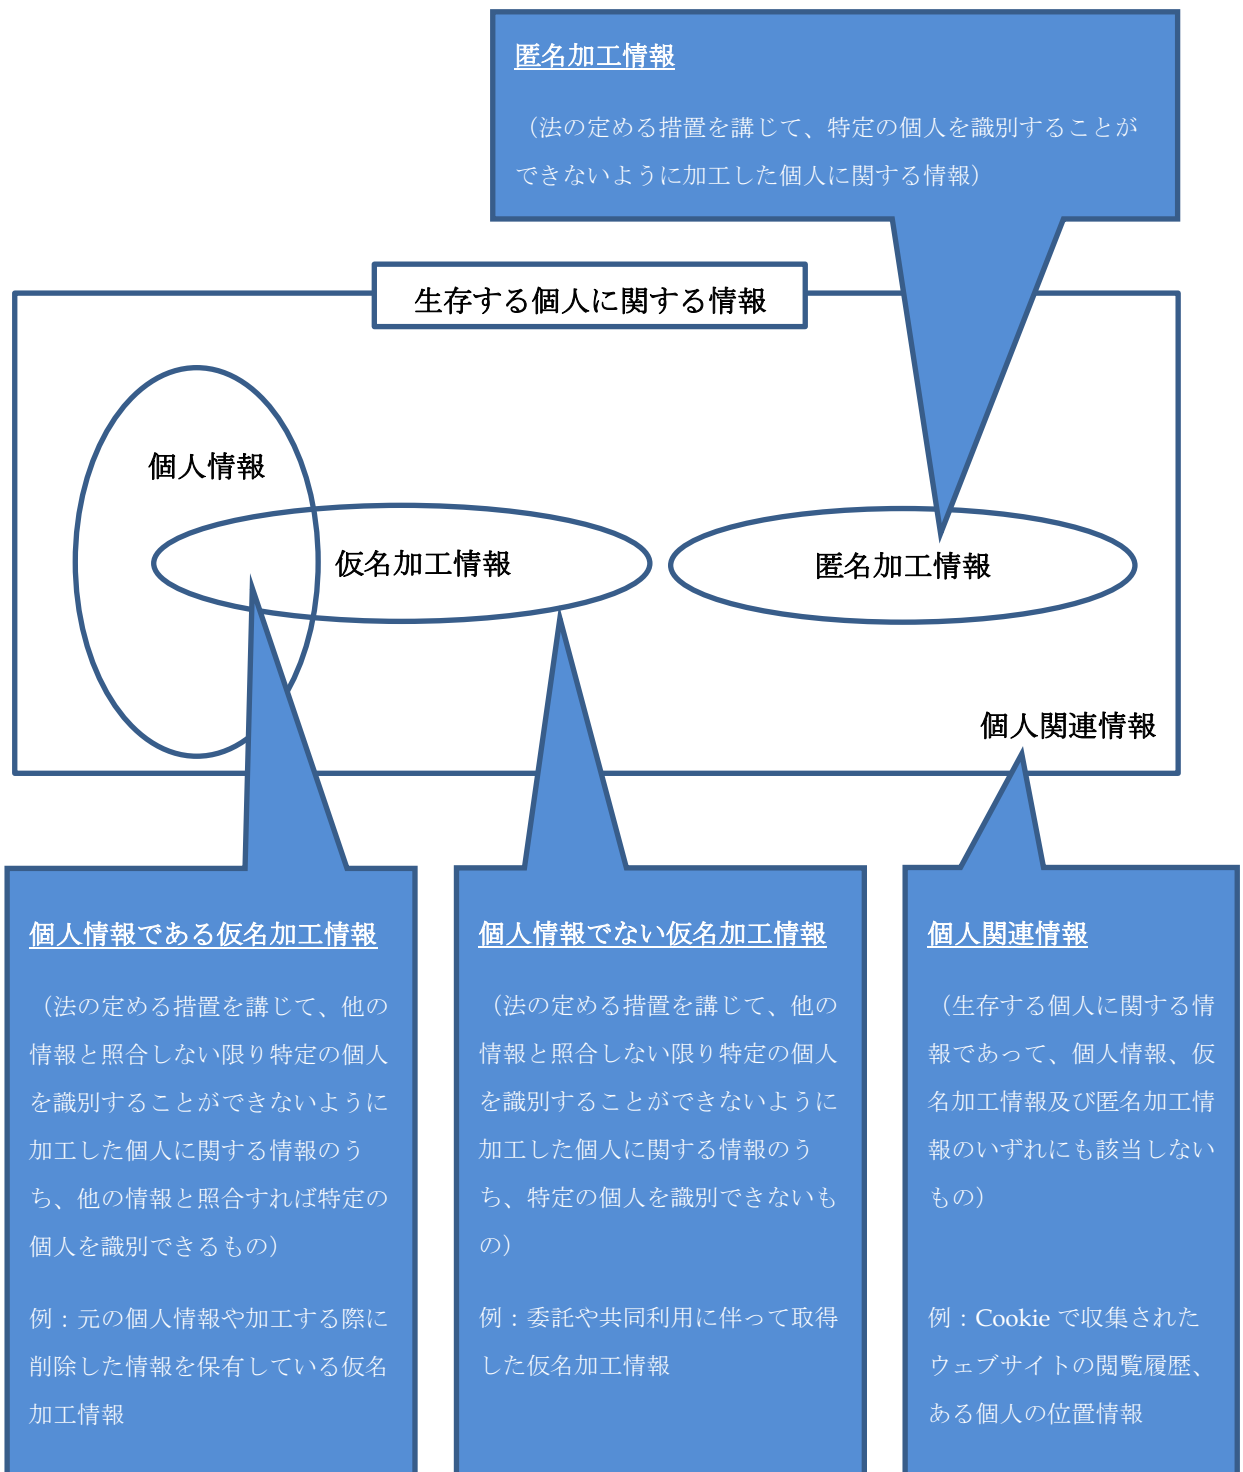 匿名加工情報
（法の定める措置を講じて、特定の個人を識別することが
できないように加工した個人に関する情報）
生存する個人に関する情報
個人情報
仮名加工情報
匿名加工情報
個人関連情報
個人情報である仮名加工情報
（法の定める措置を講じて、他の
情報と照合しない限り特定の個人
を識別することができないように
加工した個人に関する情報のう
ち、他の情報と照合すれば特定の
個人を識別できるもの）
例：元の個人情報や加工する際に
削除した情報を保有している仮名
加工情報
個人情報でない仮名加工情報
（法の定める措置を講じて、他の
情報と照合しない限り特定の個人
を識別することができないように
加工した個人に関する情報のう
ち、特定の個人を識別できないも
の）
例：委託や共同利用に伴って取得
した仮名加工情報
個人関連情報
（生存する個人に関する情
報であって、個人情報、仮
名加工情報及び匿名加工情
報のいずれにも該当しない
もの）
例：Cookie で収集された
ウェブサイトの閲覧履歴、
ある個人の位置情報